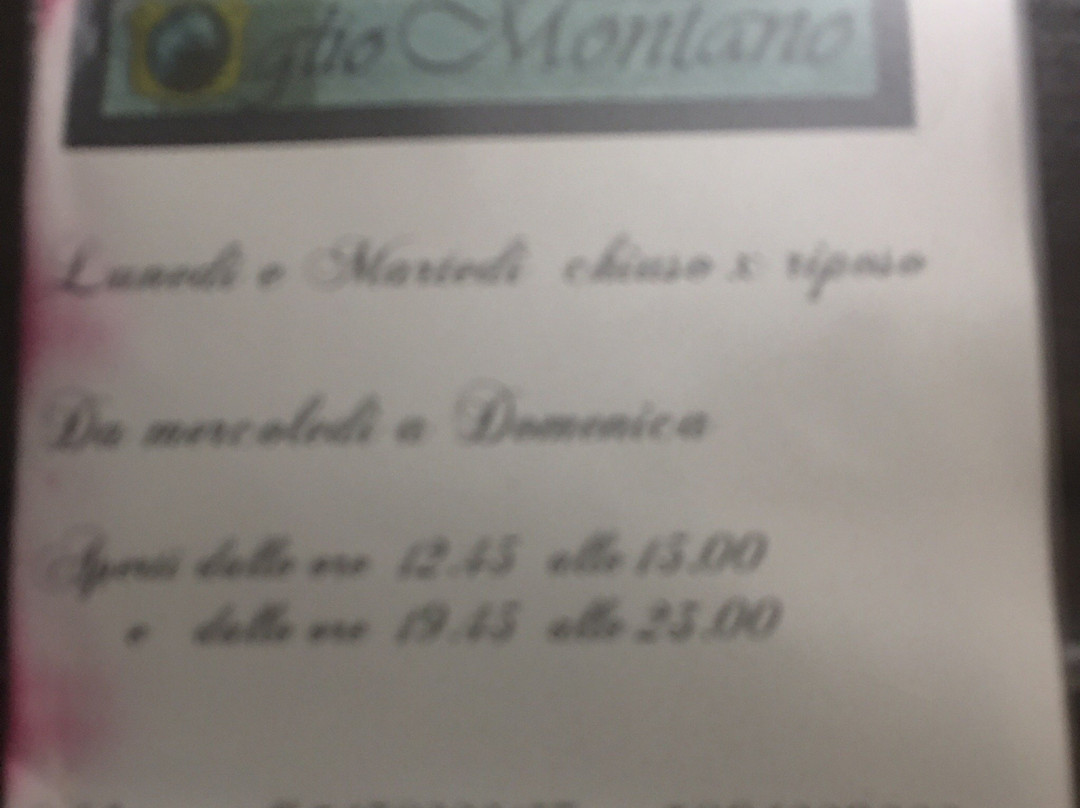 Montano
Lunedì e Martedì chiuso x riposo
Da mercoledì a Domenica
Aperti dalle ore 12.45 alle 15.00
e dalle ore 19.45 alle 23.00